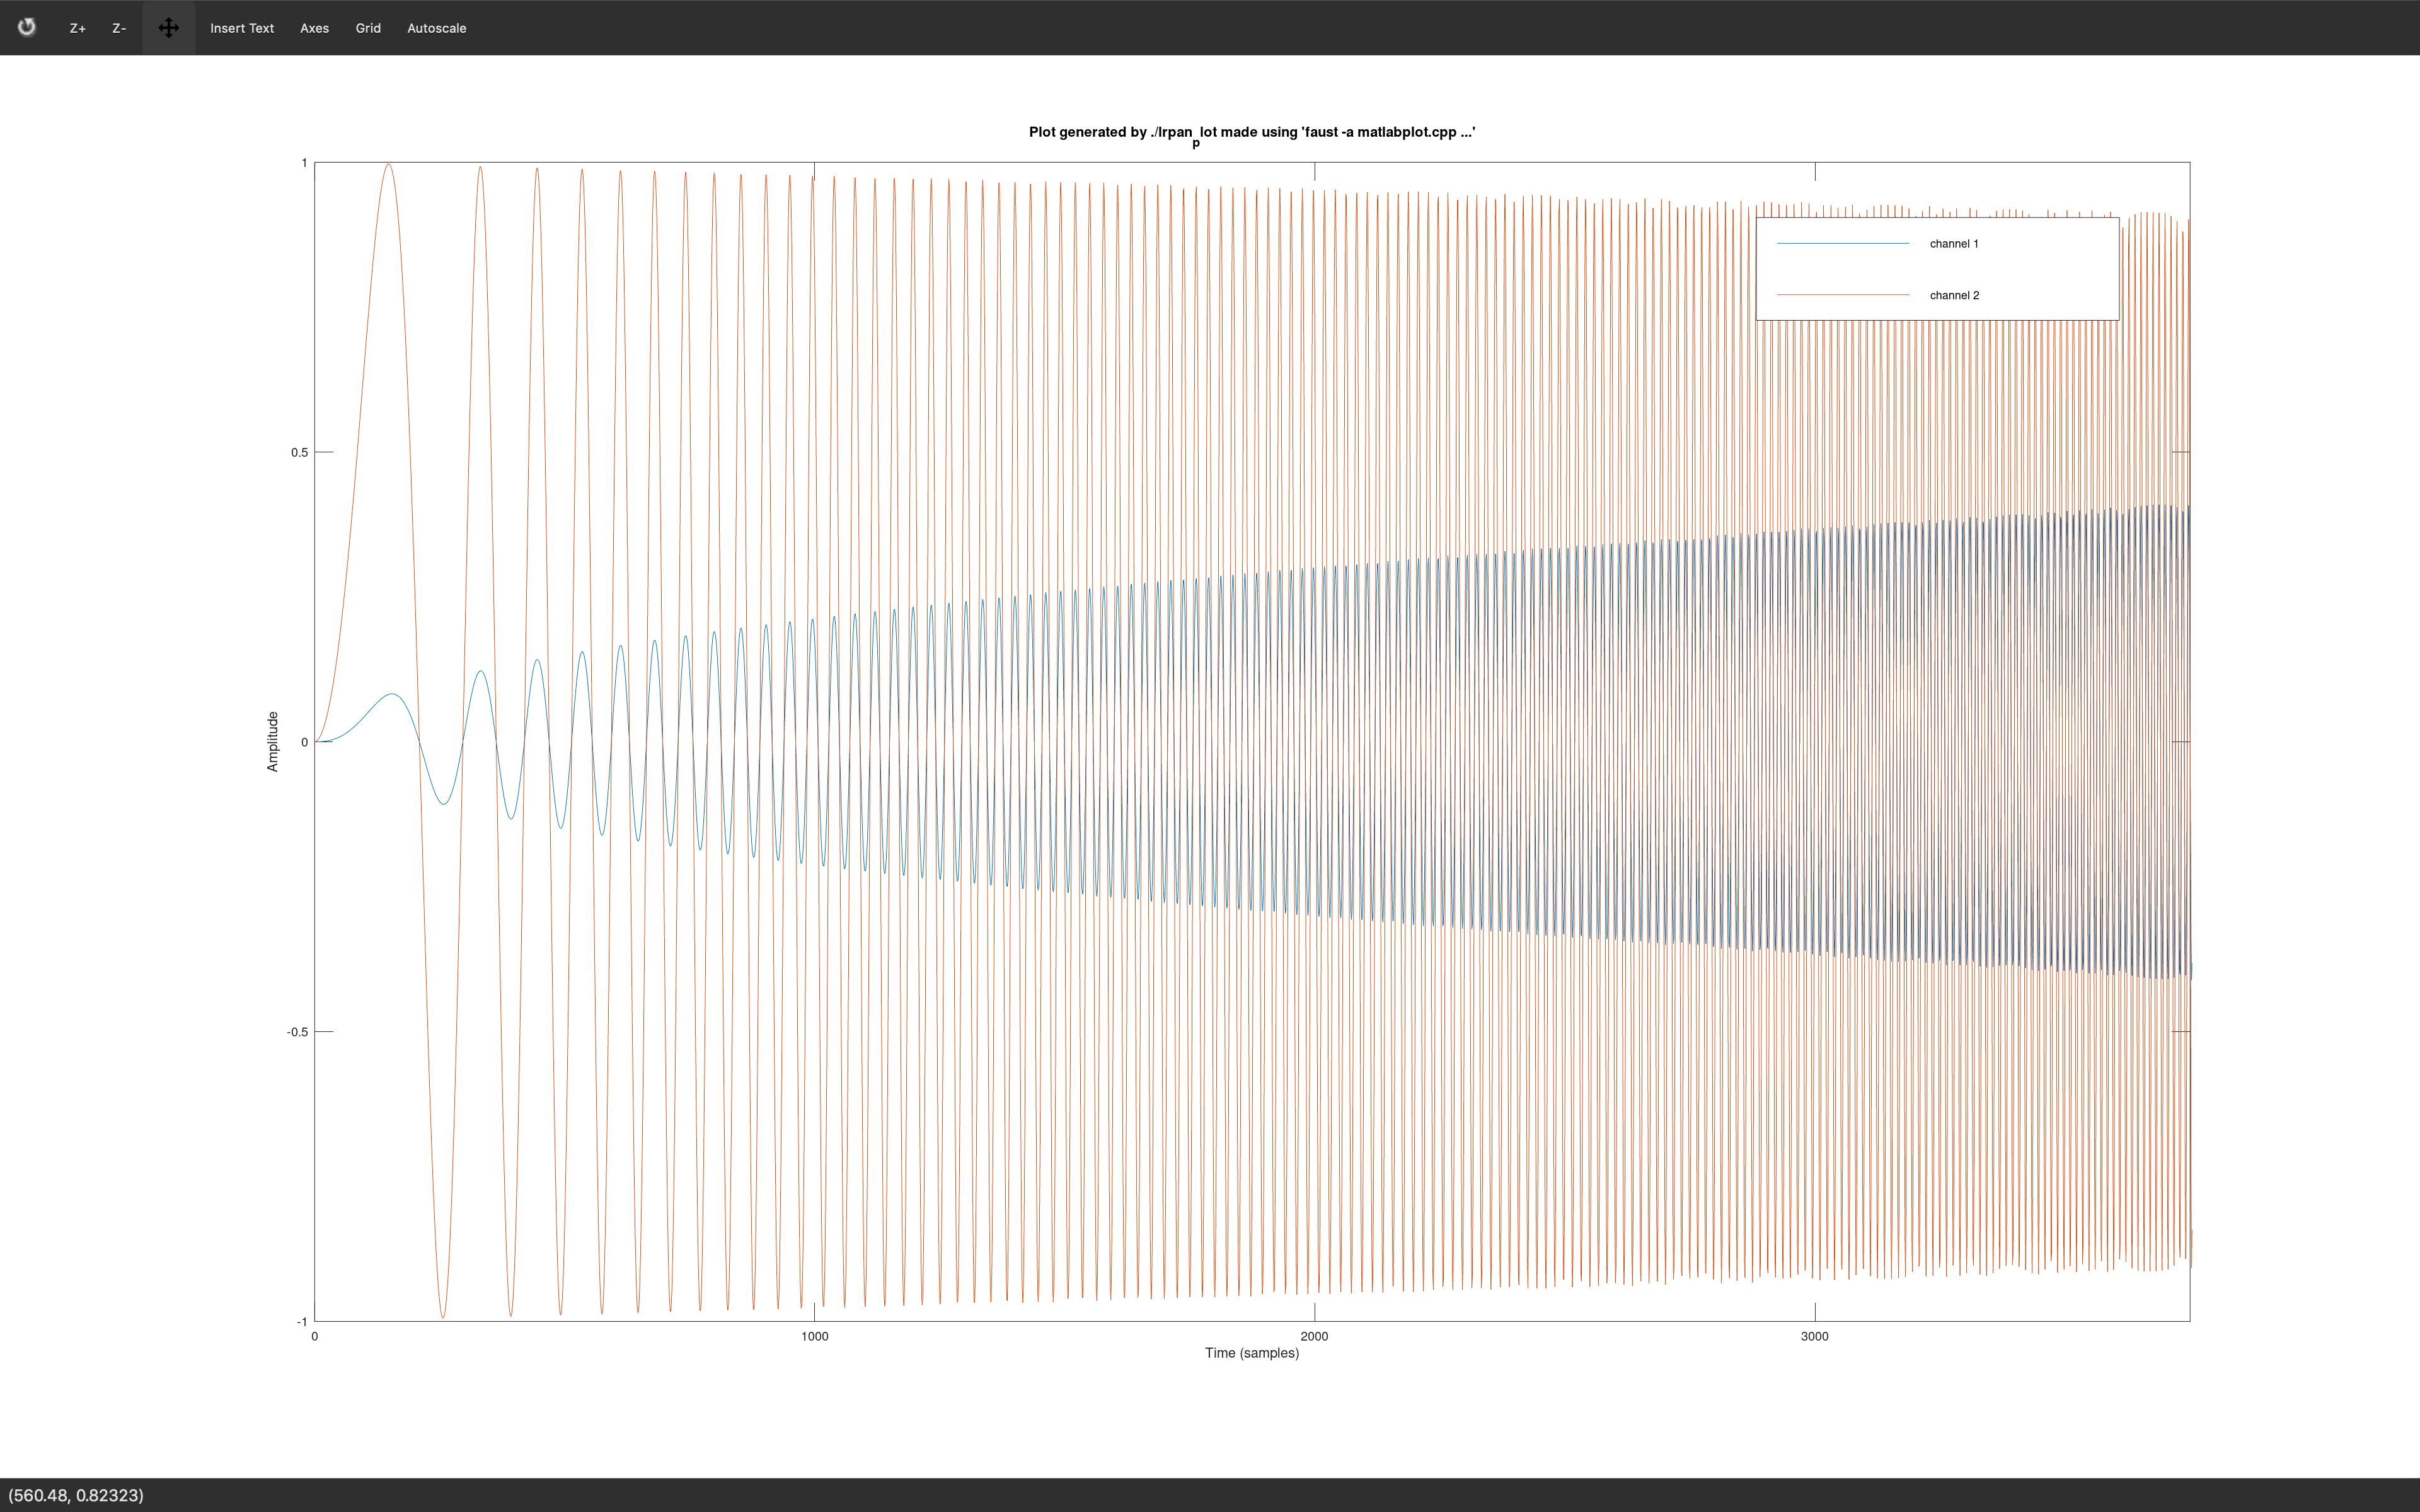 Z+ Z- Insert Text Axes Grid Autoscale
Plot generated by ./lrpan_plot made using 'faust -a matlabplot.cpp ...'
1
channel 1
channel 2
0.5
0
-0.5
-1
Amplitude
0 1000 2000 3000
Time (samples)
(560.48, 0.82323)